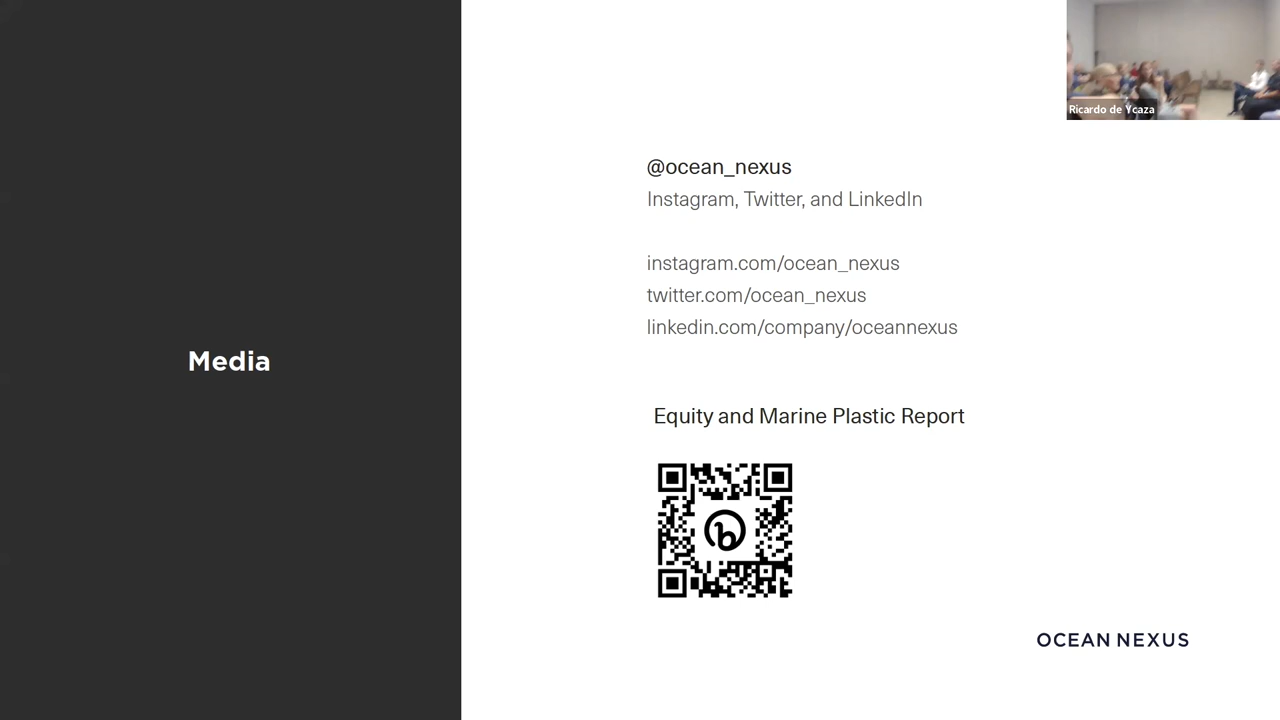 Ricardo de Ycaza
@ocean_nexus
Instagram, Twitter, and LinkedIn
instagram.com/ocean_nexus
twitter.com/ocean_nexus
linkedin.com/company/oceannexus
Media
Equity and Marine Plastic Report
b
OCEAN NEXUS